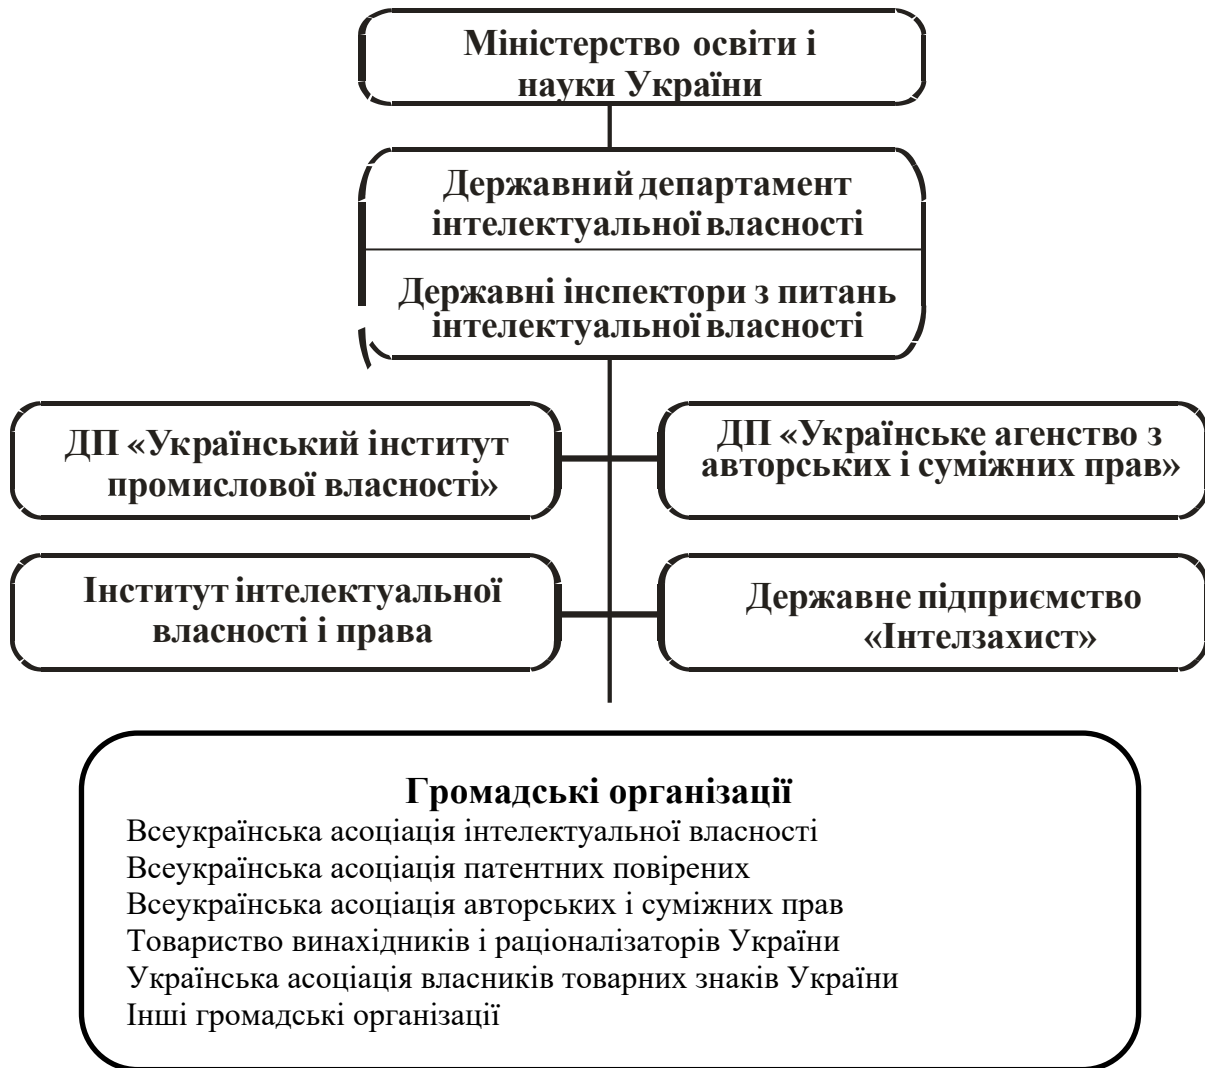 Міністерство освіти і
науки України
Державний департамент
інтелектуальної власності
Державні інспектори з питань
інтелектуальної власності
ДП «Український інститут
промислової власності»
ДП «Українське агенство з
авторських і суміжних прав»
Інститут інтелектуальної
власності і права
Державне підприємство
«Інтелзахист»
Громадські організації
Всеукраїнська асоціація інтелектуальної власності
Всеукраїнська асоціація патентних повірених
Всеукраїнська асоціація авторських і суміжних прав
Товариство винахідників і раціоналізаторів України
Українська асоціація власників товарних знаків України
Інші громадські організації